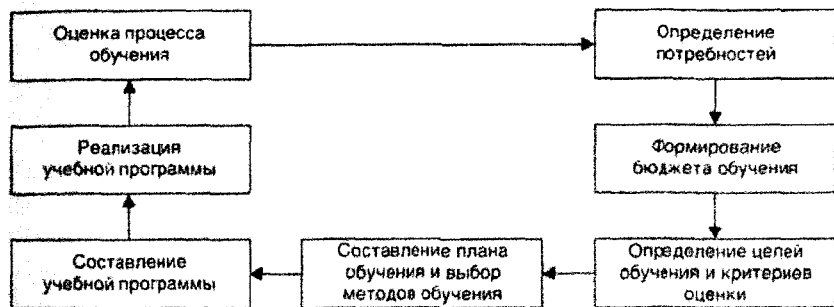 Оценка процесса
обучения
Определение
потребностей
Реализация
учебной программы
Формирование
бюджета обучения
Составление
учебной программы
Составление плана
обучения и выбор
методов обучения
Определение целей
обучения и критериев
оценки